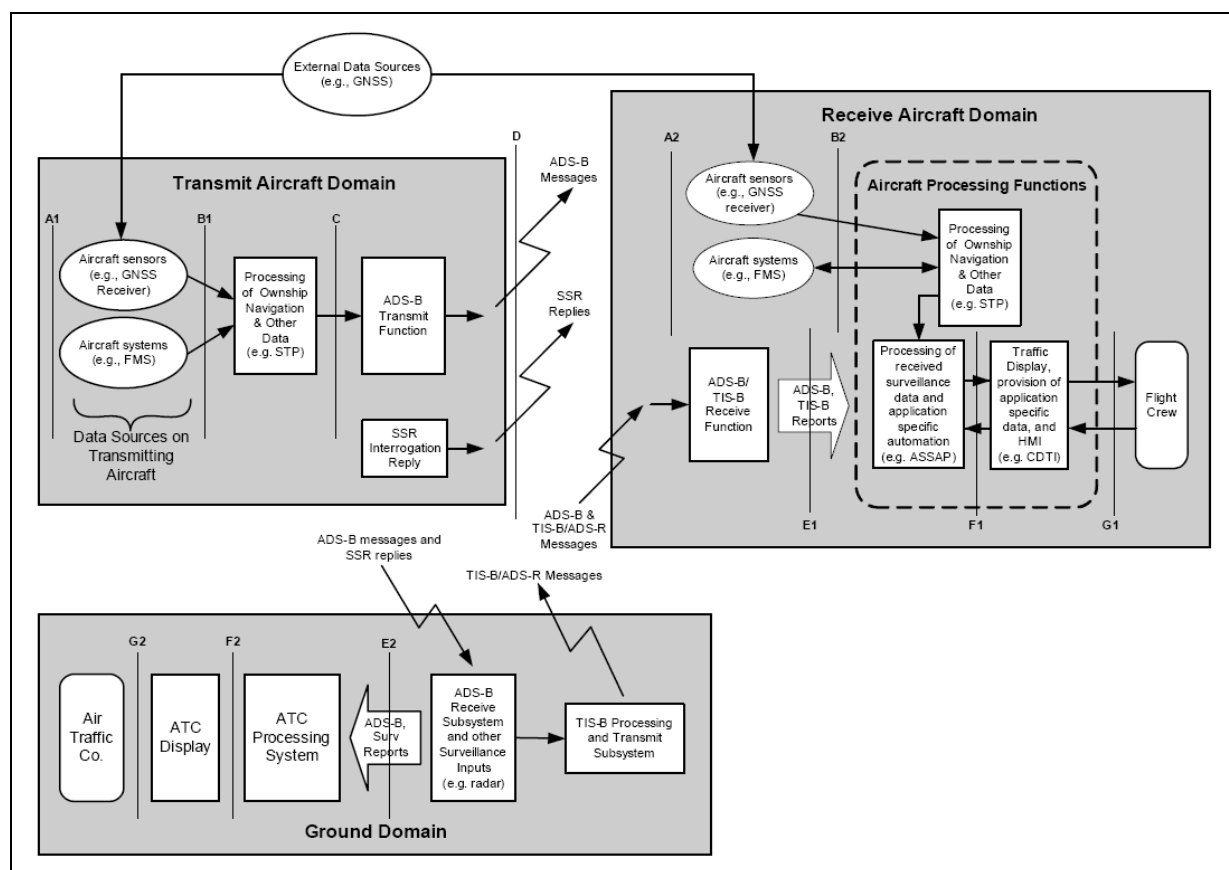 External Data Sources
(e.g., GNSS)
Transmit Aircraft Domain
A1
B1
C
D
Aircraft sensors
(e.g., GNSS
Receiver)
Aircraft systems
(e.g., FMS)
Data Sources on
Transmitting
Aircraft
Processing
of Ownship
Navigation
& Other
Data
(e.g. STP)
ADS-B
Transmit
Function
SSR
Interrogation
Reply
ADS-B
Messages
SSR
Replies
Receive Aircraft Domain
A2
B2
Aircraft sensors
(e.g., GNSS
receiver)
Aircraft systems
(e.g., FMS)
Aircraft Processing Functions
Processing
of Ownship
Navigation
& Other
Data
(e.g. STP)
ADS-B/
TIS-B
Receive
Function
ADS-B,
TIS-B
Reports
Processing of
received
surveillance
data and
application
specific
automation
(e.g. ASSAP)
Traffic
Display,
provision of
application
specific
data, and
HMI
(e.g. CDTI)
Flight
Crew
E1
F1
G1
ADS-B &
TIS-B/ADS-R
Messages
ADS-B messages and
SSR replies
TIS-B/ADS-R Messages
G2
F2
E2
Air
Traffic
Co.
ATC
Display
ATC
Processing
System
ADS-B,
Surv
Reports
ADS-B
Receive
Subsystem
and other
Surveillance
Inputs
(e.g. radar)
TIS-B Processing
and Transmit
Subsystem
Ground Domain